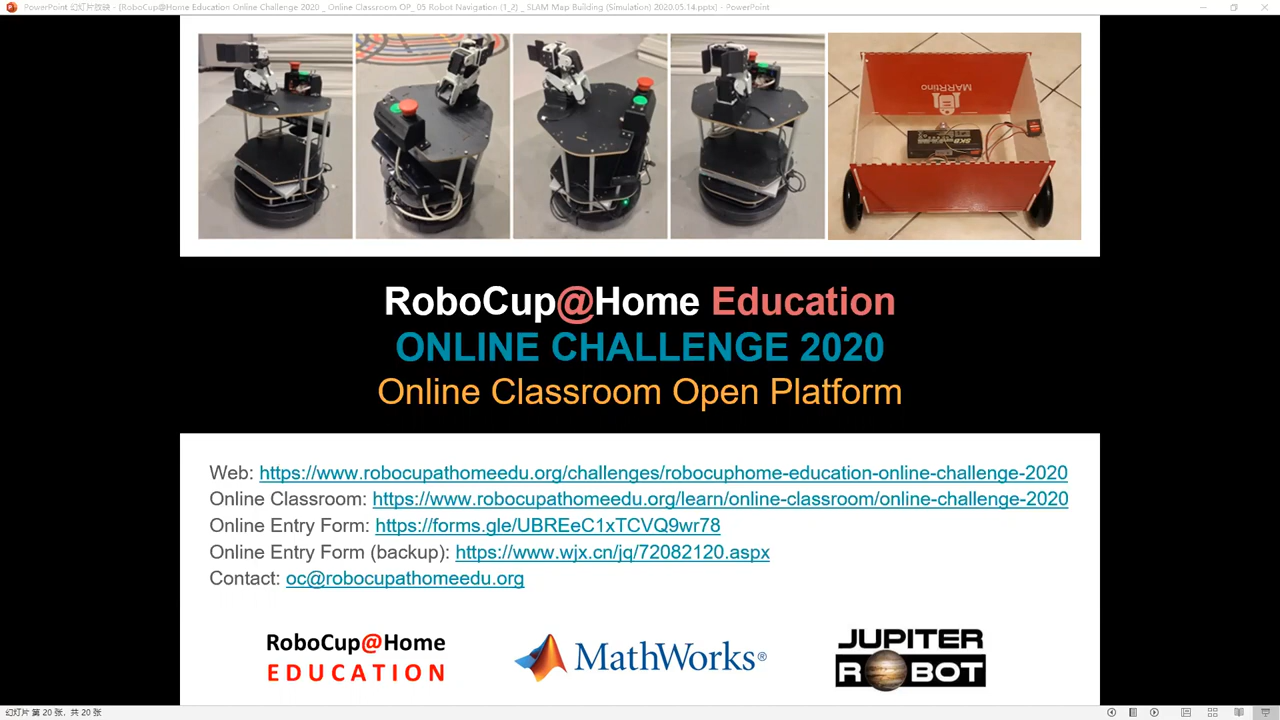 PowerPoint 幻灯片放映 - [RoboCup@Home Education Online Challenge 2020 _ Online Classroom OP_ 05 Robot Navigation (1_2) _ SLAM Map Building (Simulation) 2020.05.14.pptx] - PowerPoint
MARRtino
RoboCup@Home Education
ONLINE CHALLENGE 2020
Online Classroom Open Platform
Web: https://www.robocupathomeedu.org/challenges/robocuphome-education-online-challenge-2020
Online Classroom: https://www.robocupathomeedu.org/learn/online-classroom/online-challenge-2020
Online Entry Form: https://forms.gle/UBREeC1xTCVQ9wr78
Online Entry Form (backup): https://www.wjx.cn/jq/72082120.aspx
Contact: oc@robocupathomeedu.org
RoboCup@Home
EDUCATION
MathWorks®
JUPITER
ROBOT
幻灯片 第 20 张，共 20 张